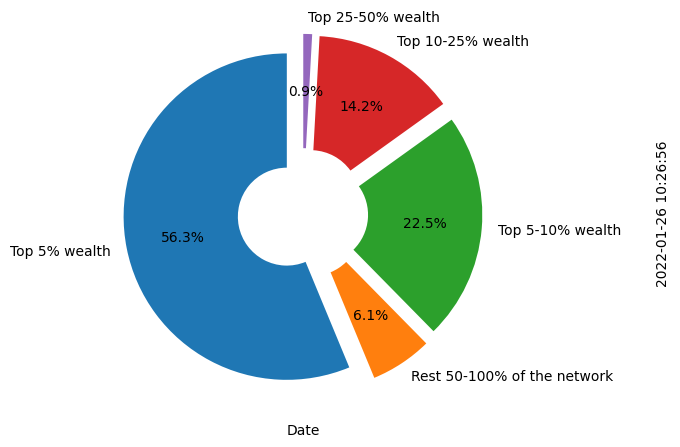 Top 25-50% wealth
Top 10-25% wealth
0.9%
14.2%
22.5%
Top 5-10% wealth
56.3%
Top 5% wealth
6.1%
Rest 50-100% of the network
Date
2022-01-26 10:26:56